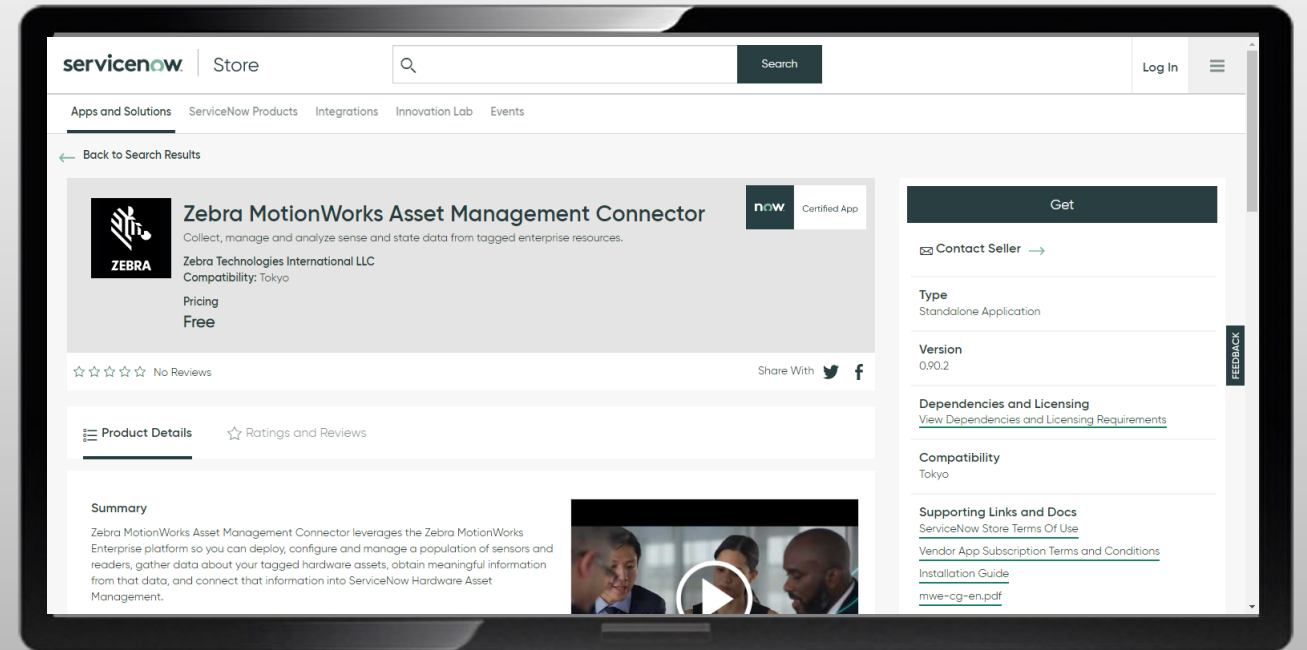 servicenow
Store
Search
Log In
Apps and Solutions
ServiceNow Products
Integrations
Innovation Lab
Events
Back to Search Results
ZEBRA
Zebra MotionWorks Asset Management Connector
Collect, manage and analyze sense and state data from tagged enterprise resources.
Zebra Technologies International LLC
Compatibility: Tokyo
Pricing
Free
now
Certified App
No Reviews
Share With
Product Details
Ratings and Reviews
Summary
Zebra MotionWorks Asset Management Connector leverages the Zebra MotionWorks
Enterprise platform so you can deploy, configure and manage a population of sensors and
readers, gather data about your tagged hardware assets, obtain meaningful information
from that data, and connect that information into ServiceNow Hardware Asset
Management.
Get
Contact Seller
Type
Standalone Application
Version
0.90.2
Dependencies and Licensing
View Dependencies and Licensing Requirements
Compatibility
Tokyo
Supporting Links and Docs
ServiceNow Store Terms Of Use
Vendor App Subscription Terms and Conditions
Installation Guide
mwe-cg-en.pdf
FEEDBACK